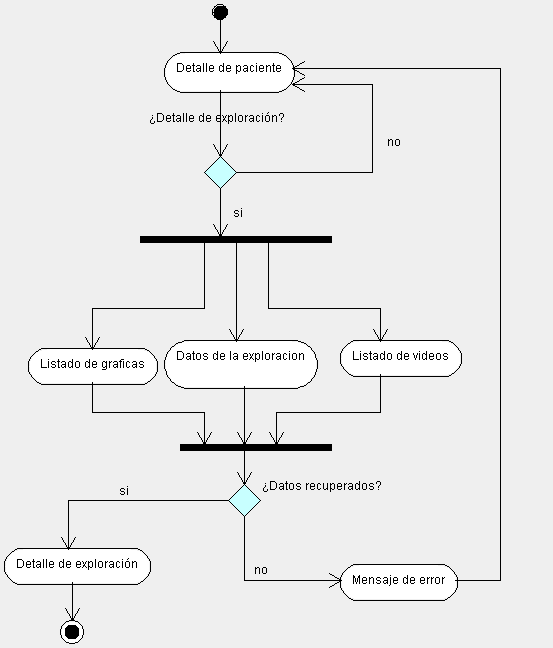 Detalle de paciente
¿Detalle de exploración?
no
si
Listado de graficas
Datos de la exploracion
Listado de videos
¿Datos recuperados?
si
Detalle de exploración
no
Mensaje de error